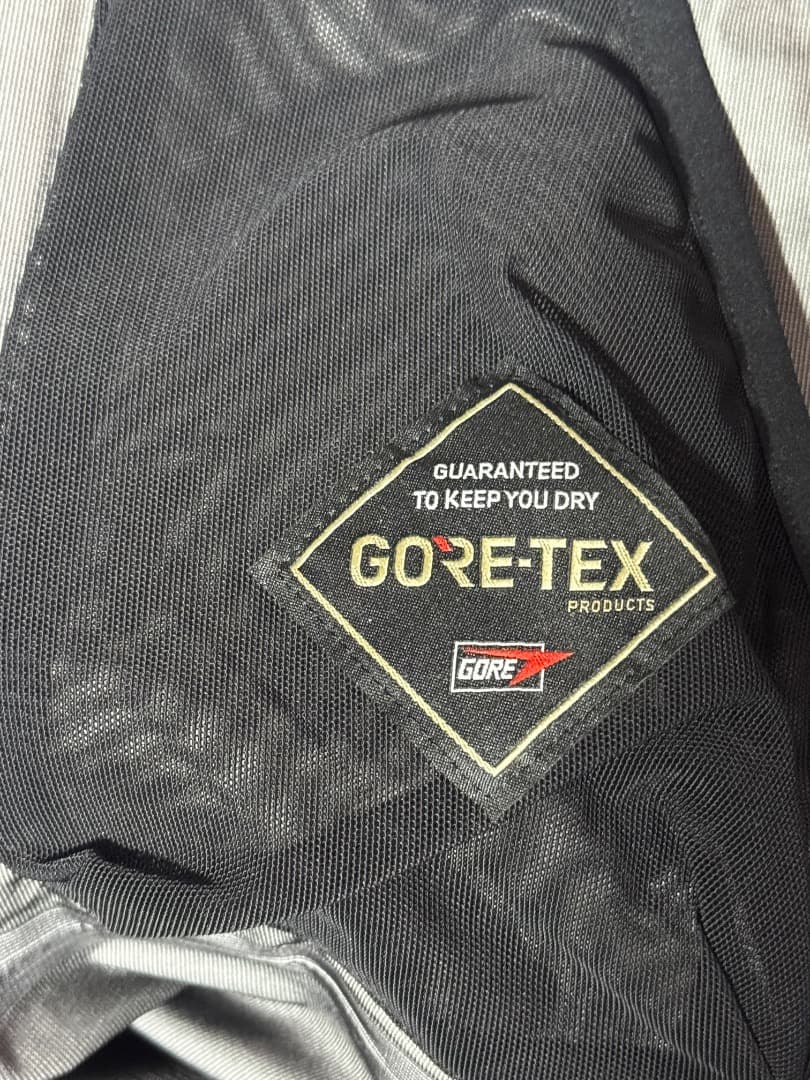 GUARANTEED
TO KEEP YOU DRY
GORE-TEX
PRODUCTS
GORE